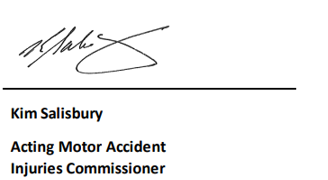 Kim Salisbury
Acting Motor Accident
Injuries Commissioner